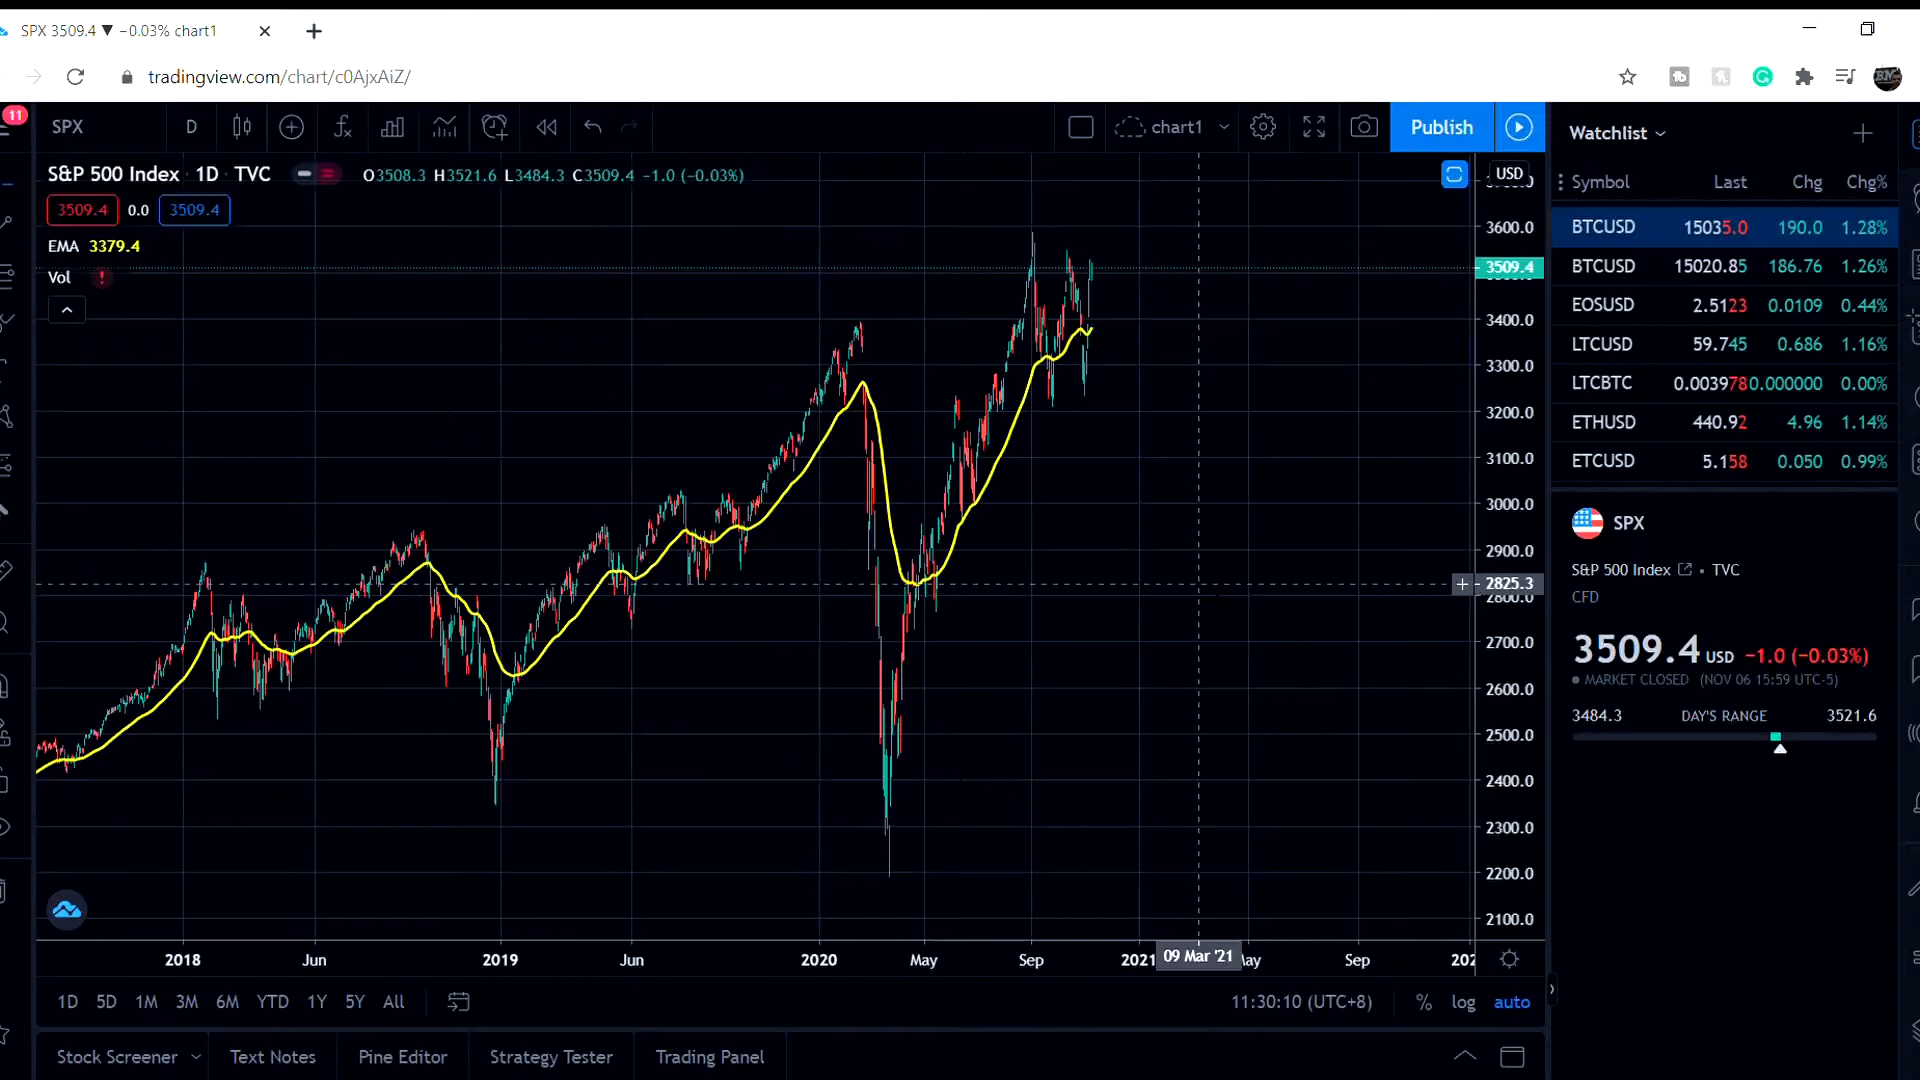 SPX 3509.4 ▼ −0.03% chart1
tradingview.com/chart/c0AjxAiZ/
11
SPX D chart1 Publish
Watchlist
S&P 500 Index · 1D · TVC O3508.3 H3521.6 L3484.3 C3509.4 −1.0 (−0.03%)
USD
3509.4 0.0 3509.4
EMA 3379.4
Vol !
Symbol Last Chg Chg%
BTCUSD 15035.0 190.0 1.28%
BTCUSD 15020.85 186.76 1.26%
EOSUSD 2.5123 0.0109 0.44%
LTCUSD 59.745 0.686 1.16%
LTCBTC 0.003978 0.000000 0.00%
ETHUSD 440.92 4.96 1.14%
ETCUSD 5.158 0.050 0.99%
3600.0
3509.4
3400.0
3300.0
3200.0
3100.0
3000.0
2900.0
2825.3
2800.0
2700.0
2600.0
2500.0
2400.0
2300.0
2200.0
2100.0
SPX
S&P 500 Index • TVC
CFD
3509.4 USD −1.0 (−0.03%)
MARKET CLOSED (NOV 06 15:59 UTC-5)
3484.3 DAY'S RANGE 3521.6
2018 Jun 2019 Jun 2020 May Sep 2021 09 Mar '21 Sep
1D 5D 1M 3M 6M YTD 1Y 5Y All 11:30:10 (UTC+8) % log auto
Stock Screener Text Notes Pine Editor Strategy Tester Trading Panel